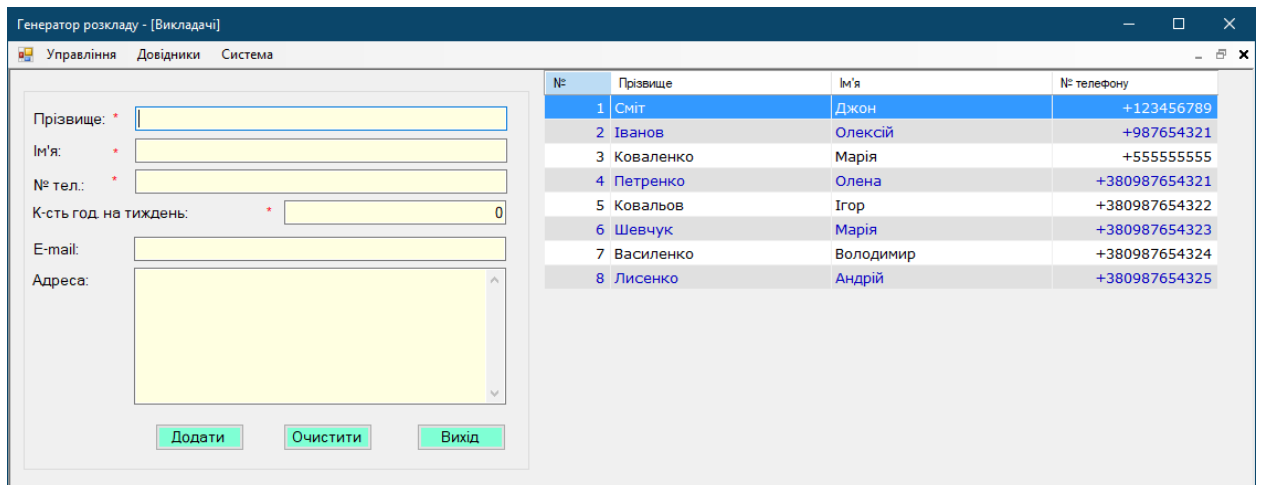 Генератор розкладу - [Викладачі]
Управління Довідники Система
Прізвище: *
Ім'я: *
№ тел.: *
К-сть год. на тиждень: * 0
E-mail:
Адреса:
Додати Очистити Вихід
№ Прізвище Ім'я № телефону
1 Сміт Джон +123456789
2 Іванов Олексій +987654321
3 Коваленко Марія +555555555
4 Петренко Олена +380987654321
5 Ковальов Ігор +380987654322
6 Шевчук Марія +380987654323
7 Василенко Володимир +380987654324
8 Лисенко Андрій +380987654325